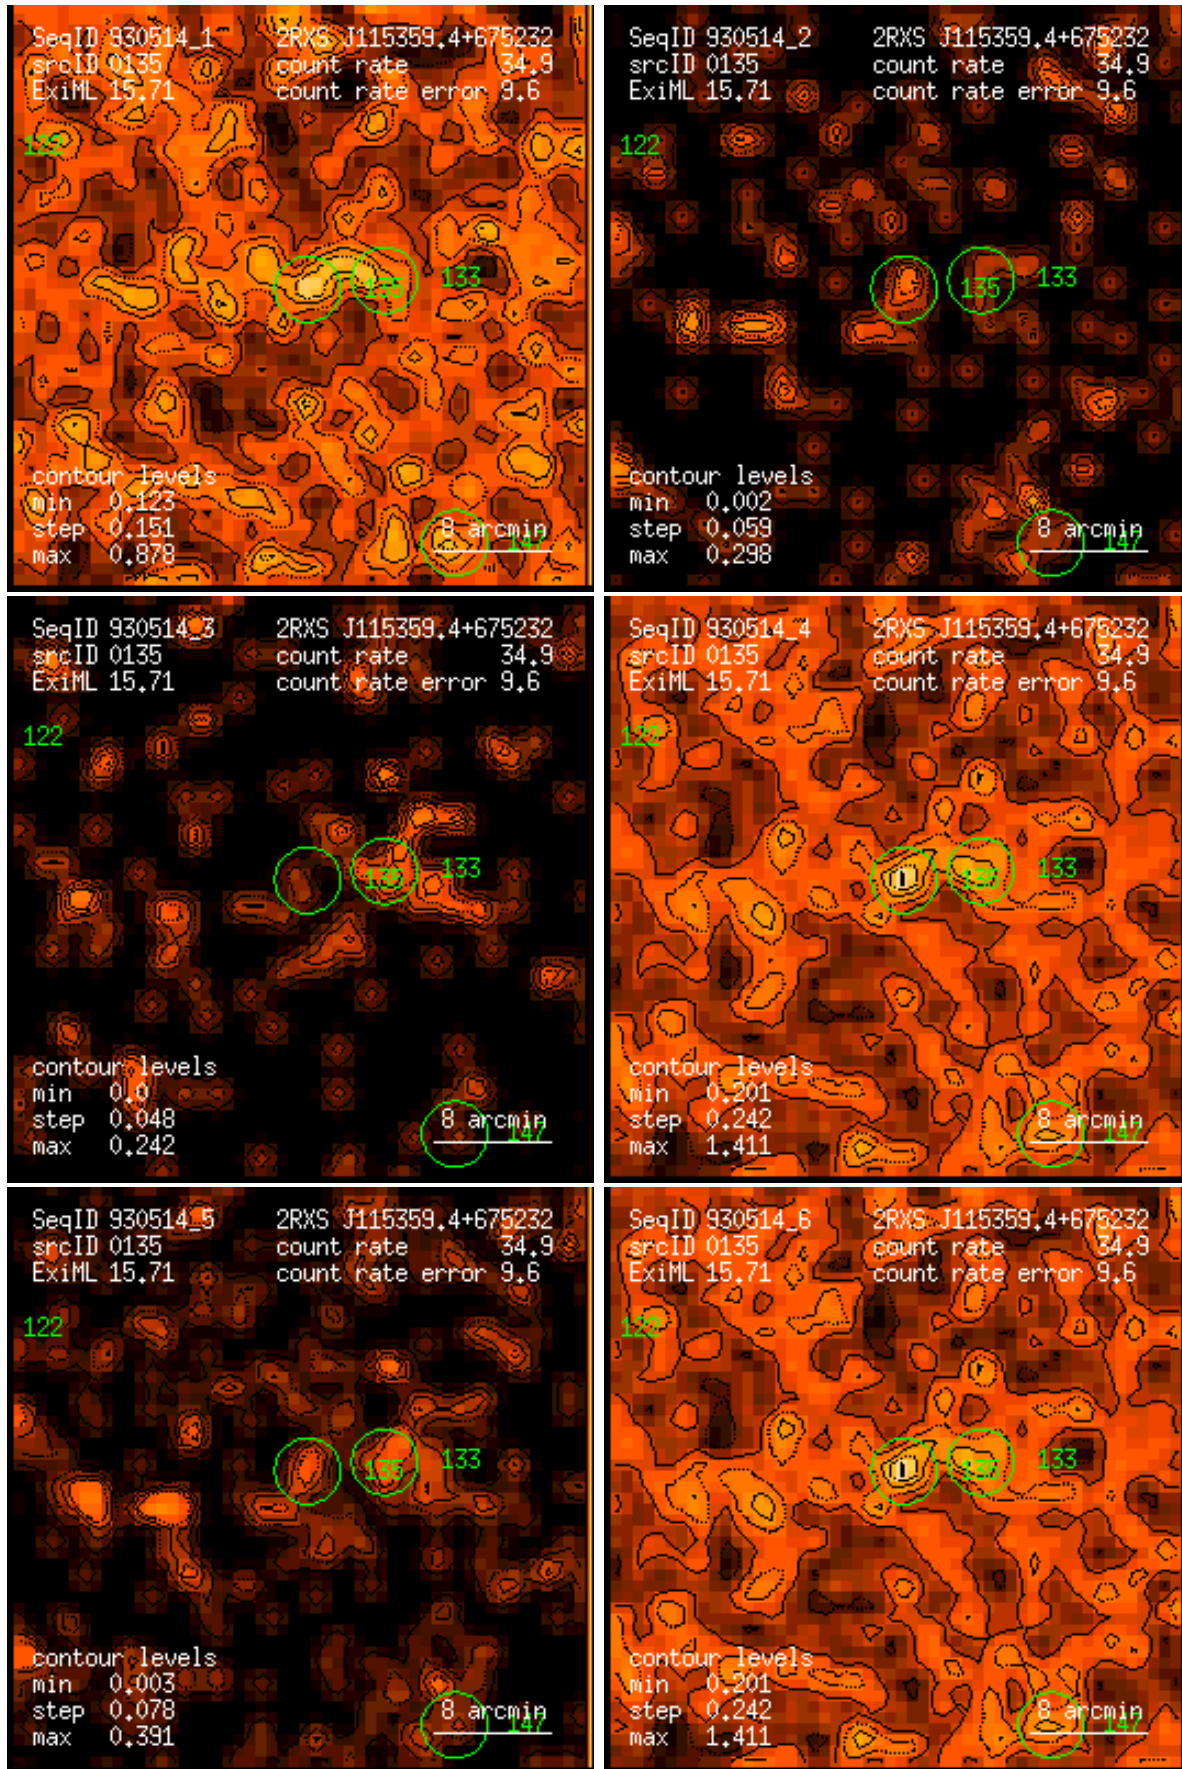 SeqID 930514_1 2RXS J115359.4+675232
srcID 0135 count rate 34.9
ExiML 15.71 count rate error 9.6
122
133
135
contour levels
min 0.123
step 0.151 8 arcmin
147
max 0.878
SeqID 930514_2 2RXS J115359.4+675232
srcID 0135 count rate 34.9
ExiML 15.71 count rate error 9.6
122
133
135
contour levels
min 0.002
step 0.059 8 arcmin
147
max 0.298
SeqID 930514_3 2RXS J115359.4+675232
srcID 0135 count rate 34.9
ExiML 15.71 count rate error 9.6
122
133
135
contour levels
min 0.0
step 0.048 8 arcmin
147
max 0.242
SeqID 930514_4 2RXS J115359.4+675232
srcID 0135 count rate 34.9
ExiML 15.71 count rate error 9.6
122
133
135
contour levels
min 0.201
step 0.242 8 arcmin
147
max 1.411
SeqID 930514_5 2RXS J115359.4+675232
srcID 0135 count rate 34.9
ExiML 15.71 count rate error 9.6
122
133
135
contour levels
min 0.003
step 0.078 8 arcmin
147
max 0.391
SeqID 930514_6 2RXS J115359.4+675232
srcID 0135 count rate 34.9
ExiML 15.71 count rate error 9.6
122
133
135
contour levels
min 0.201
step 0.242 8 arcmin
147
max 1.411